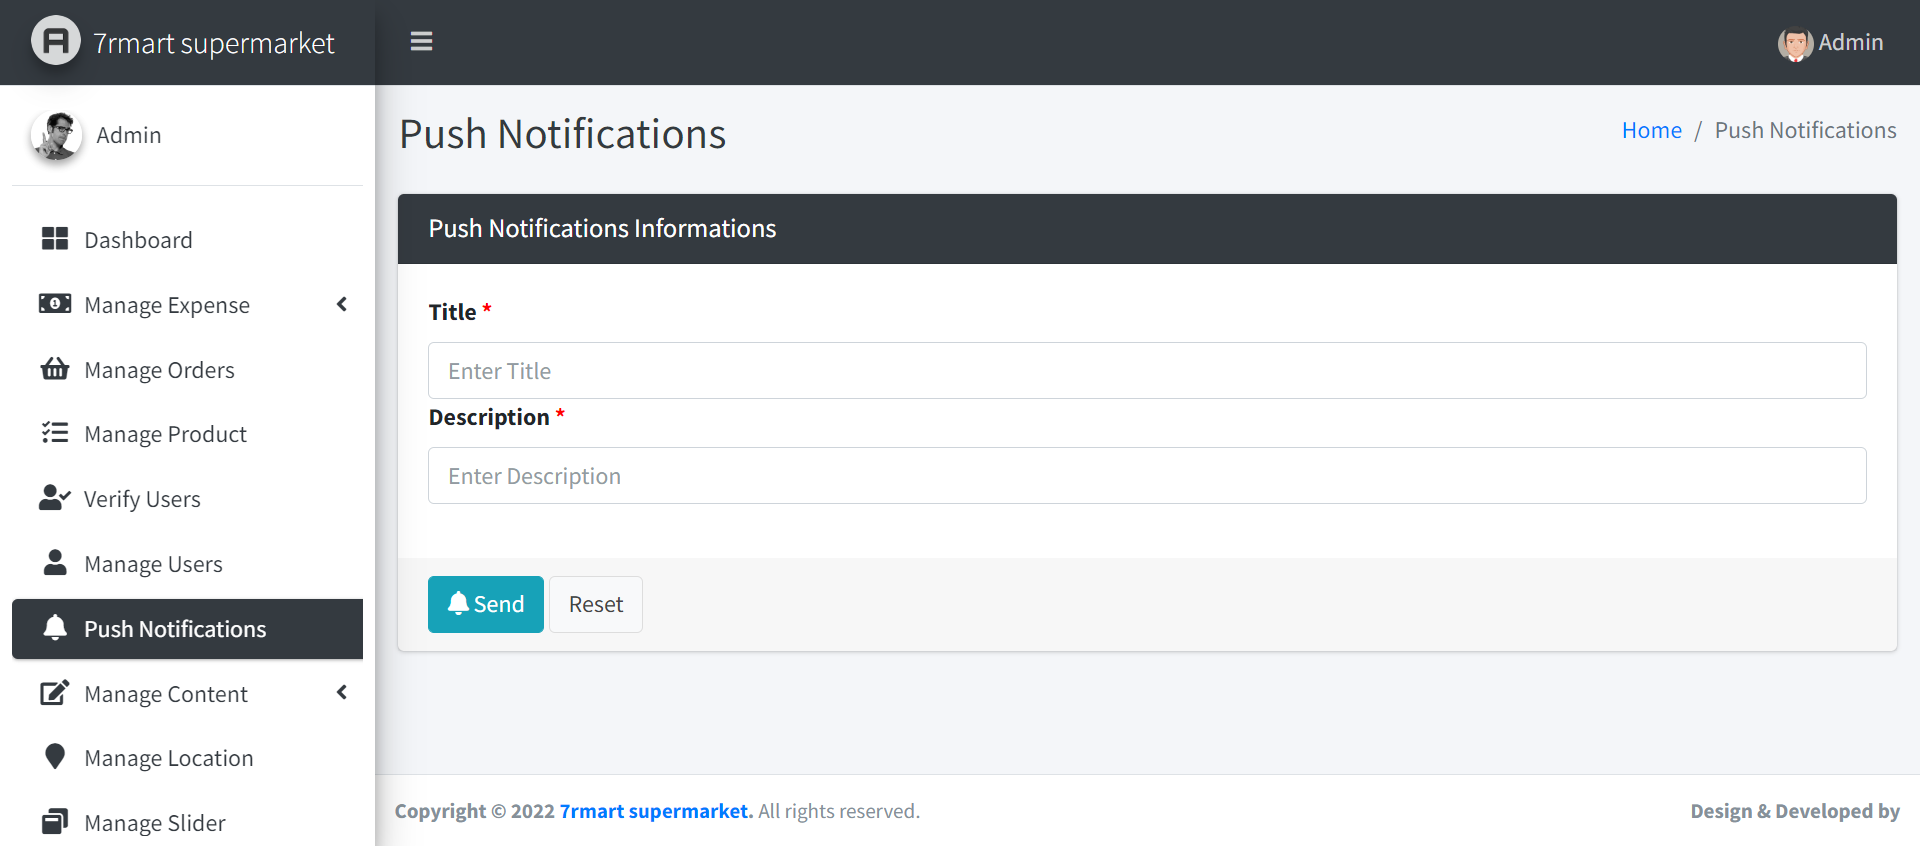 7rmart supermarket
Admin
Admin
Dashboard
Manage Expense
Manage Orders
Manage Product
Verify Users
Manage Users
Push Notifications
Manage Content
Manage Location
Manage Slider
Push Notifications
Home / Push Notifications
Push Notifications Informations
Title *
Enter Title
Description *
Enter Description
Send
Reset
Copyright © 2022 7rmart supermarket. All rights reserved.
Design & Developed by